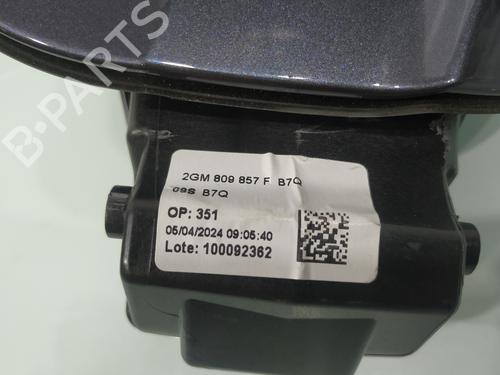 B-PARTS
2GM 809 857 F B7Q
09S B7Q
OP: 351
05/04/2024 09:05:40
Lote: 100092362